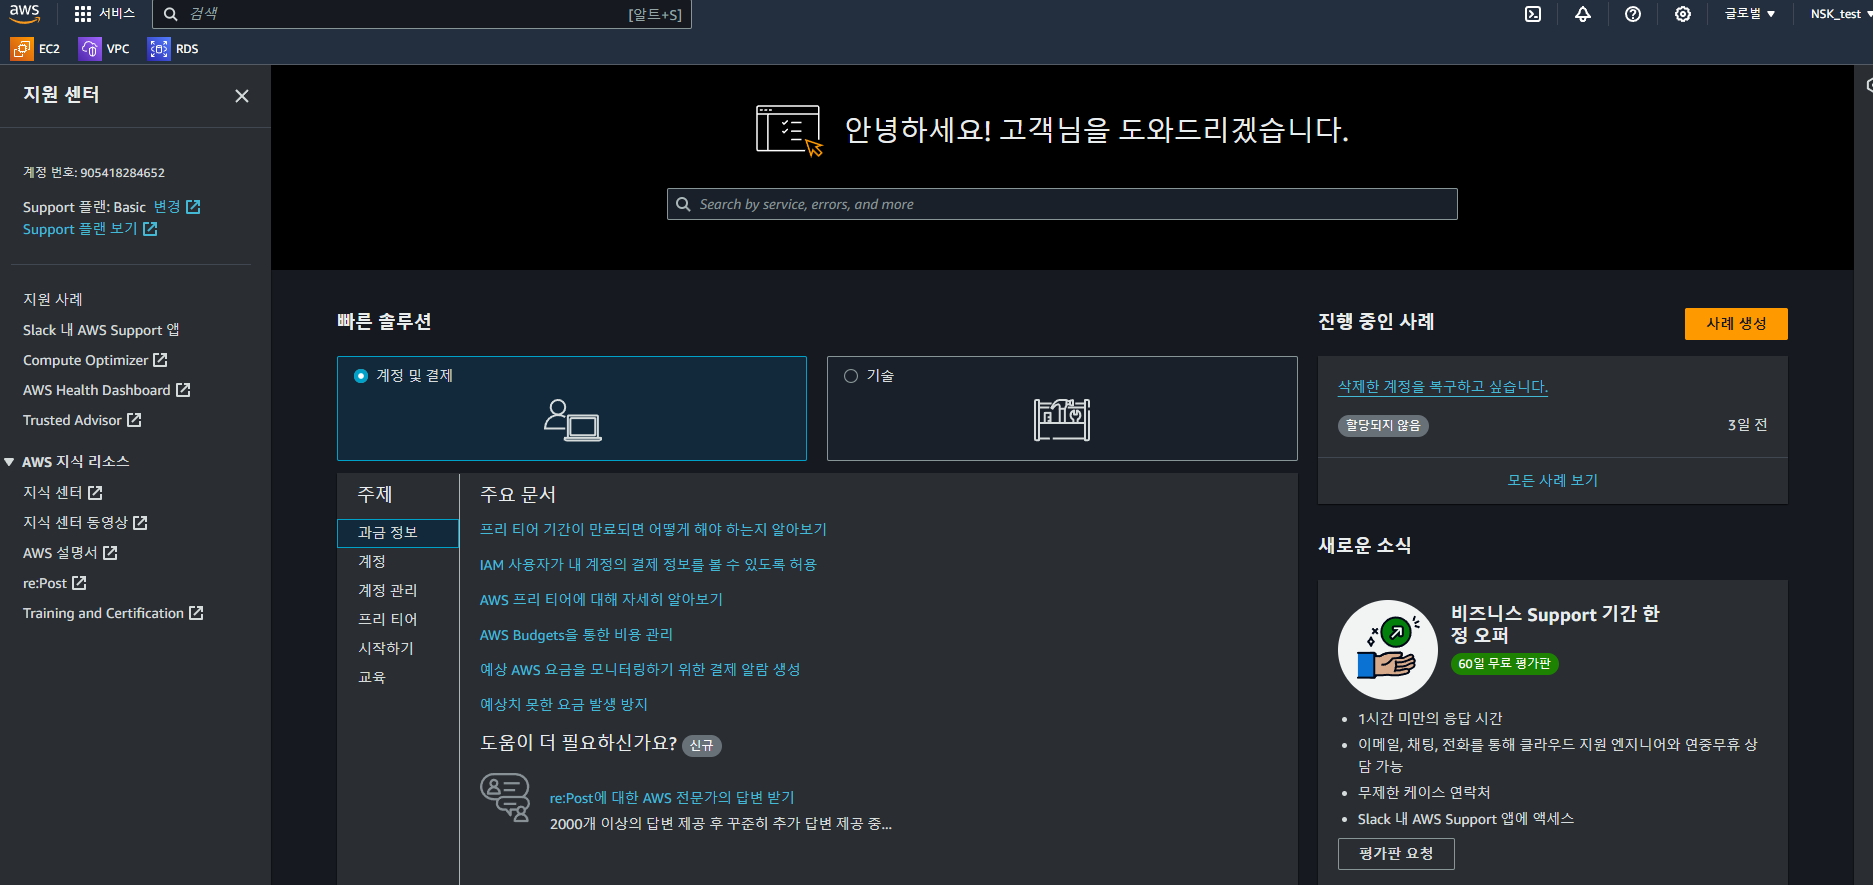 aws
서비스
검색
[알트+S]
글로벌
NSK_test
EC2
VPC
RDS
지원 센터
계정 번호: 905418284652
Support 플랜: Basic 변경
Support 플랜 보기
지원 사례
Slack 내 AWS Support 앱
Compute Optimizer
AWS Health Dashboard
Trusted Advisor
AWS 지식 리소스
지식 센터
지식 센터 동영상
AWS 설명서
re:Post
Training and Certification
안녕하세요! 고객님을 도와드리겠습니다.
Search by service, errors, and more
빠른 솔루션
계정 및 결제
기술
주제
과금 정보
계정
계정 관리
프리 티어
시작하기
교육
주요 문서
프리 티어 기간이 만료되면 어떻게 해야 하는지 알아보기
IAM 사용자가 내 계정의 결제 정보를 볼 수 있도록 허용
AWS 프리 티어에 대해 자세히 알아보기
AWS Budgets을 통한 비용 관리
예상 AWS 요금을 모니터링하기 위한 결제 알람 생성
예상치 못한 요금 발생 방지
도움이 더 필요하신가요? 신규
re:Post에 대한 AWS 전문가의 답변 받기
2000개 이상의 답변 제공 후 꾸준히 추가 답변 제공 중...
진행 중인 사례
사례 생성
삭제한 계정을 복구하고 싶습니다.
할당되지 않음
3일 전
모든 사례 보기
새로운 소식
비즈니스 Support 기간 한
정 오퍼
60일 무료 평가판
• 1시간 미만의 응답 시간
• 이메일, 채팅, 전화를 통해 클라우드 지원 엔지니어와 연중무휴 상
담 가능
• 무제한 케이스 연락처
• Slack 내 AWS Support 앱에 액세스
평가판 요청